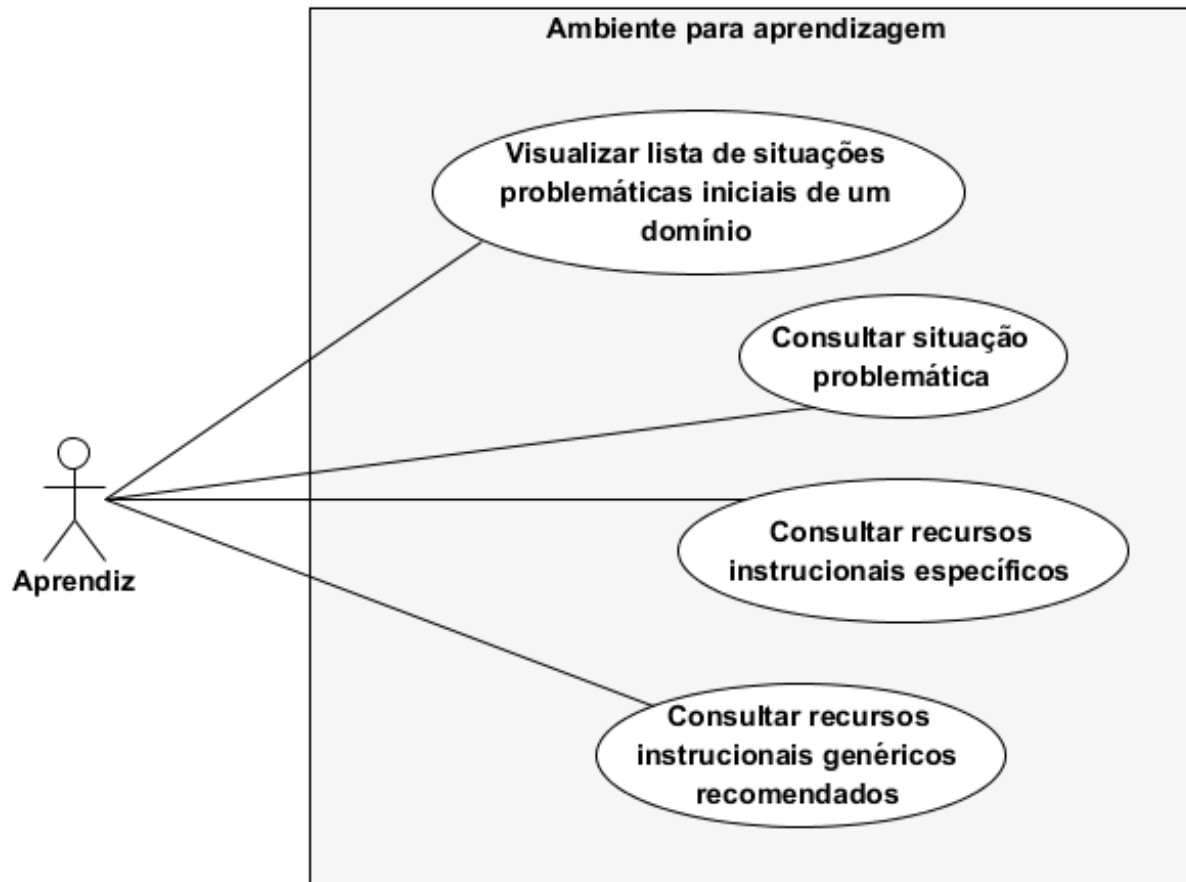 Ambiente para aprendizagem
Visualizar lista de situações
problemáticas iniciais de um
domínio
Consultar situação
problemática
Consultar recursos
instrucionais específicos
Aprendiz
Consultar recursos
instrucionais genéricos
recomendados